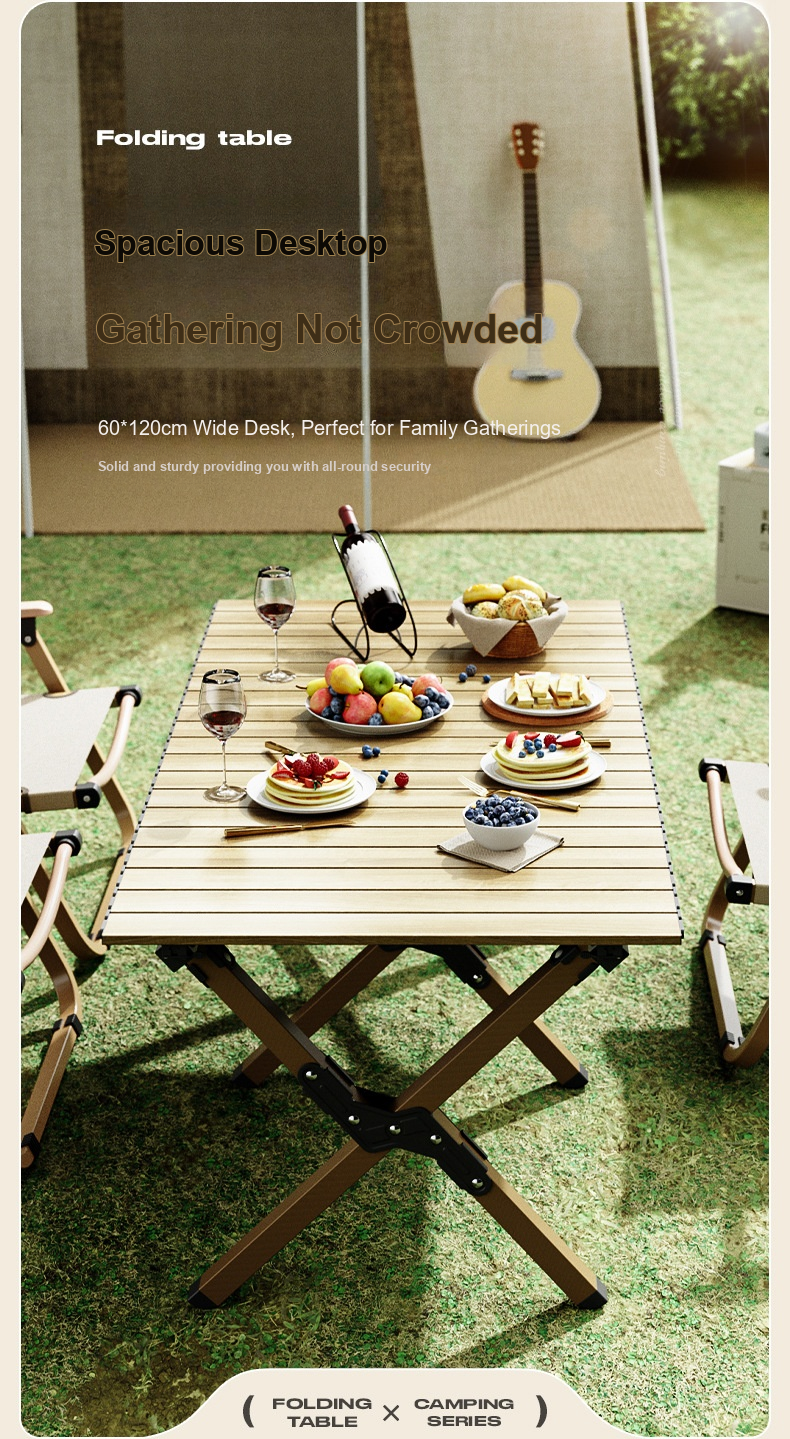 Folding table
Spacious Desktop
Gathering Not Crowded
60*120cm Wide Desk, Perfect for Family Gatherings
Solid and sturdy providing you with all-round security
( FOLDING TABLE × CAMPING SERIES )